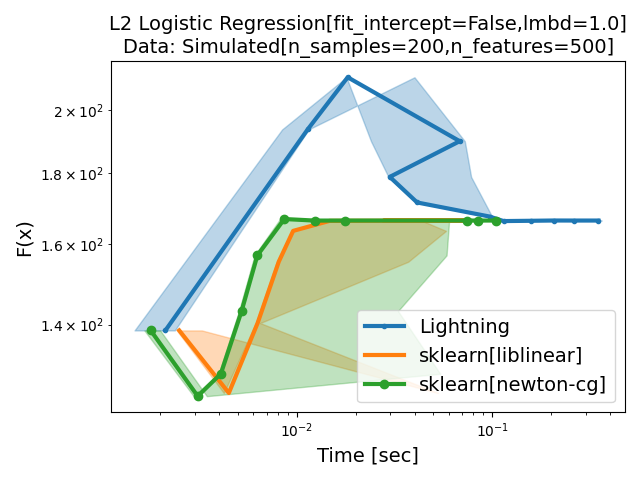 L2 Logistic Regression[fit_intercept=False,lmbd=1.0]
Data: Simulated[n_samples=200,n_features=500]
F(x)
2 × 10²
1.8 × 10²
1.6 × 10²
1.4 × 10²
Lightning
sklearn[liblinear]
sklearn[newton-cg]
10⁻² 10⁻¹
Time [sec]